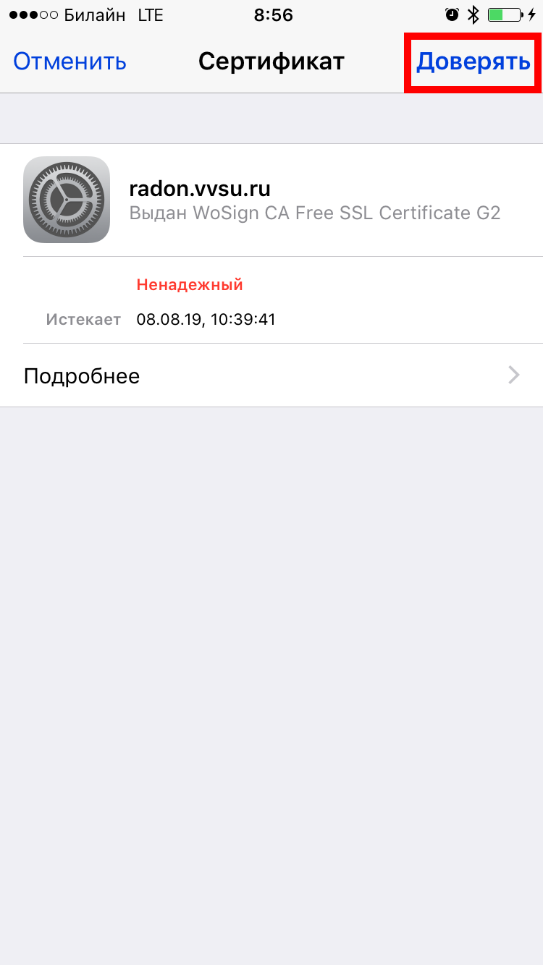 Билайн LTE 8:56
Отменить Сертификат Доверять
radon.vvsu.ru
Выдан WoSign CA Free SSL Certificate G2
Ненадежный
Истекает 08.08.19, 10:39:41
Подробнее